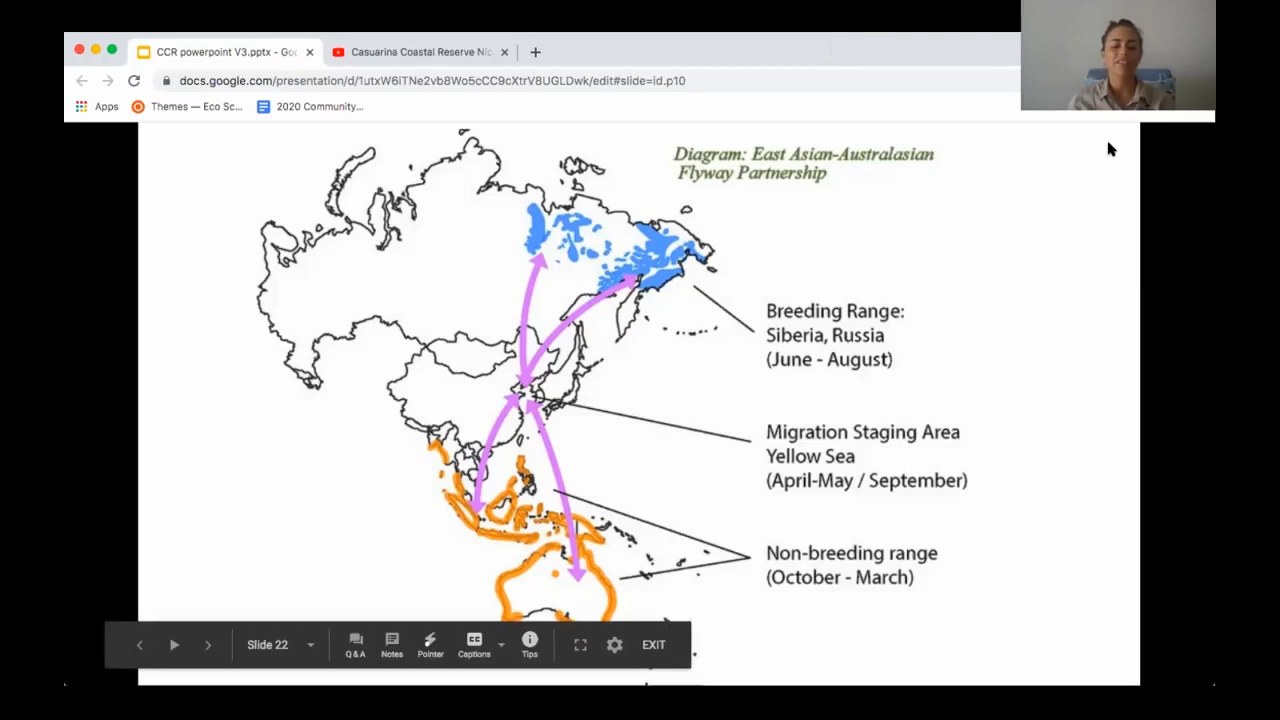 CCR powerpoint V3.pptx - Goo
Casuarina Coastal Reserve Nic
docs.google.com/presentation/d/1utxW6iTNe2vb8Wo5cCC9cXtrV8UGLDwk/edit#slide=id.p10
Apps
Themes — Eco Sc...
2020 Community...
Diagram: East Asian-Australasian
Flyway Partnership
Breeding Range:
Siberia, Russia
(June - August)
Migration Staging Area
Yellow Sea
(April-May / September)
Non-breeding range
(October - March)
Slide 22
Q & A
Notes
Pointer
Captions
Tips
EXIT